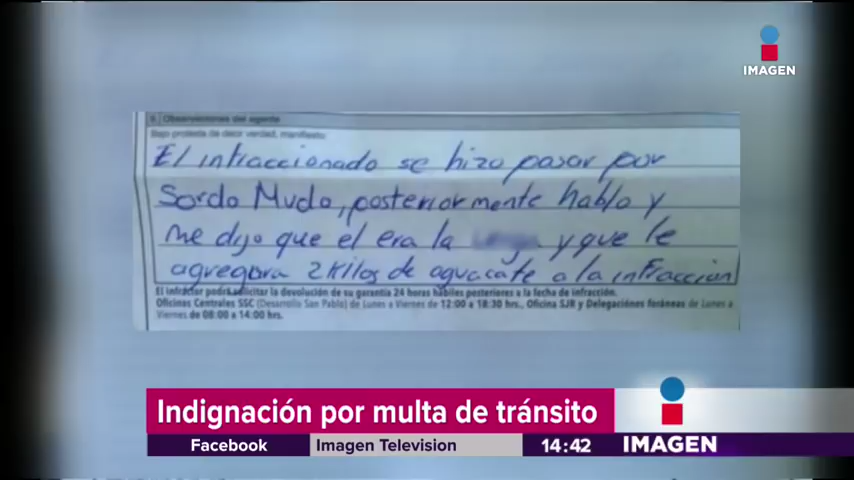 IMAGEN
6 Observaciones del agente
Bajo protesta de decir verdad, manifiesto:
El infraccionado se hizo pasar por
Sordo Mudo, posteriormente hablo y
me dijo que el era la y que le
agregara 2 kilos de aguacate a la infracción
El infractor podrá solicitar la devolución de su garantía 24 horas hábiles posteriores a la fecha de infracción.
Oficinas Centrales SSC (Desarrollo San Pablo) de Lunes a Viernes de 12:00 a 18:30 hrs., Oficina SJR y Delegaciónes foráneas de Lunes a
Viernes de 08:00 a 14:00 hrs.
Indignación por multa de tránsito
Facebook Imagen Television 14:42 IMAGEN